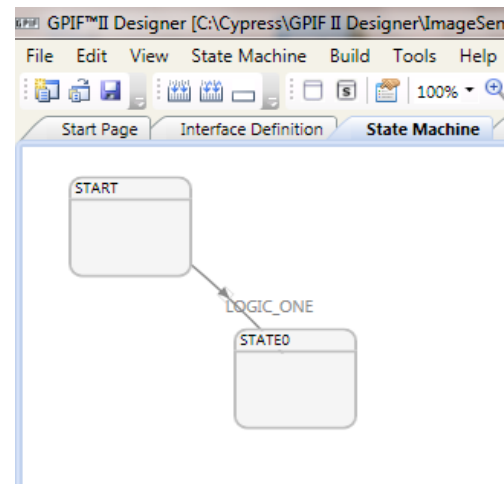 GPIF™II Designer [C:\Cypress\GPIF II Designer\ImageSen
File Edit View State Machine Build Tools Help
100%
Start Page Interface Definition State Machine
START
LOGIC_ONE
STATE0